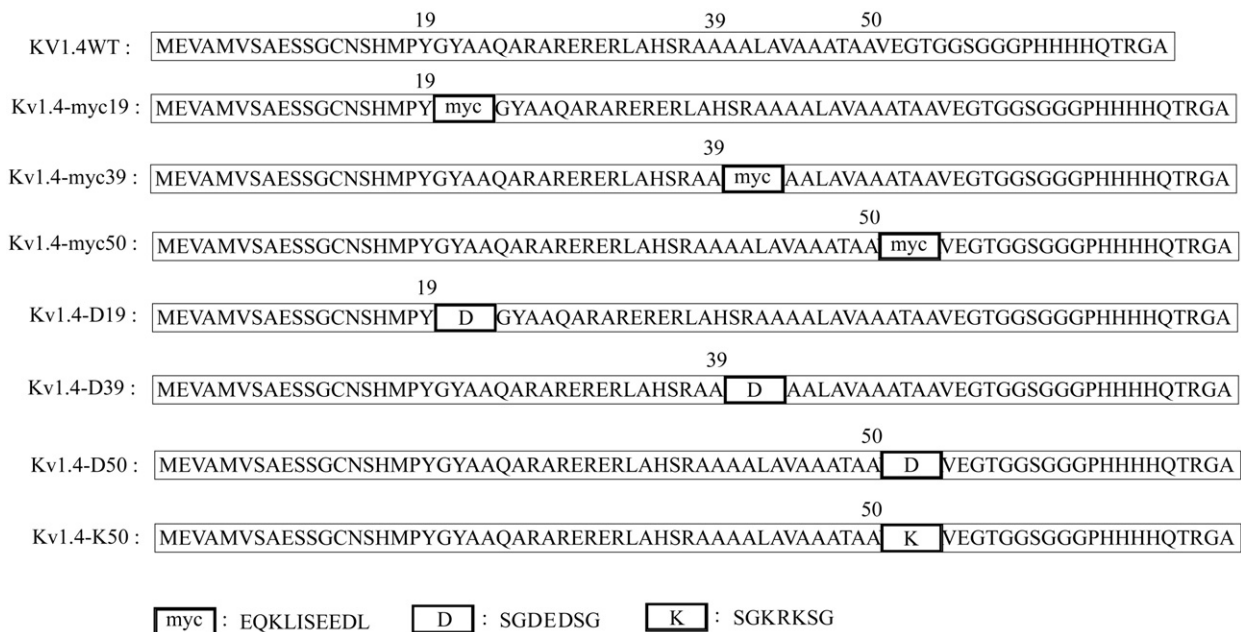 19 39 50
KV1.4WT : MEVAMVSAESSGCNSHMPYGYAAQARARERERLAHSRAAAALAVAAATAAVEGTGGSGGGPHHHHQTRGA
19
Kv1.4-myc19 : MEVAMVSAESSGCNSHMPY myc GYAAQARARERERLAHSRAAAALAVAAATAAVEGTGGSGGGPHHHHQTRGA
39
Kv1.4-myc39 : MEVAMVSAESSGCNSHMPYGYAAQARARERERLAHSRAA myc AALAVAAATAAVEGTGGSGGGPHHHHQTRGA
50
Kv1.4-myc50 : MEVAMVSAESSGCNSHMPYGYAAQARARERERLAHSRAAAALAVAAATAA myc VEGTGGSGGGPHHHHQTRGA
19
Kv1.4-D19 : MEVAMVSAESSGCNSHMPY D GYAAQARARERERLAHSRAAAALAVAAATAAVEGTGGSGGGPHHHHQTRGA
39
Kv1.4-D39 : MEVAMVSAESSGCNSHMPYGYAAQARARERERLAHSRAA D AALAVAAATAAVEGTGGSGGGPHHHHQTRGA
50
Kv1.4-D50 : MEVAMVSAESSGCNSHMPYGYAAQARARERERLAHSRAAAALAVAAATAA D VEGTGGSGGGPHHHHQTRGA
50
Kv1.4-K50 : MEVAMVSAESSGCNSHMPYGYAAQARARERERLAHSRAAAALAVAAATAA K VEGTGGSGGGPHHHHQTRGA
myc : EQKLISEEDL D : SGDEDSG K : SGKRKSG